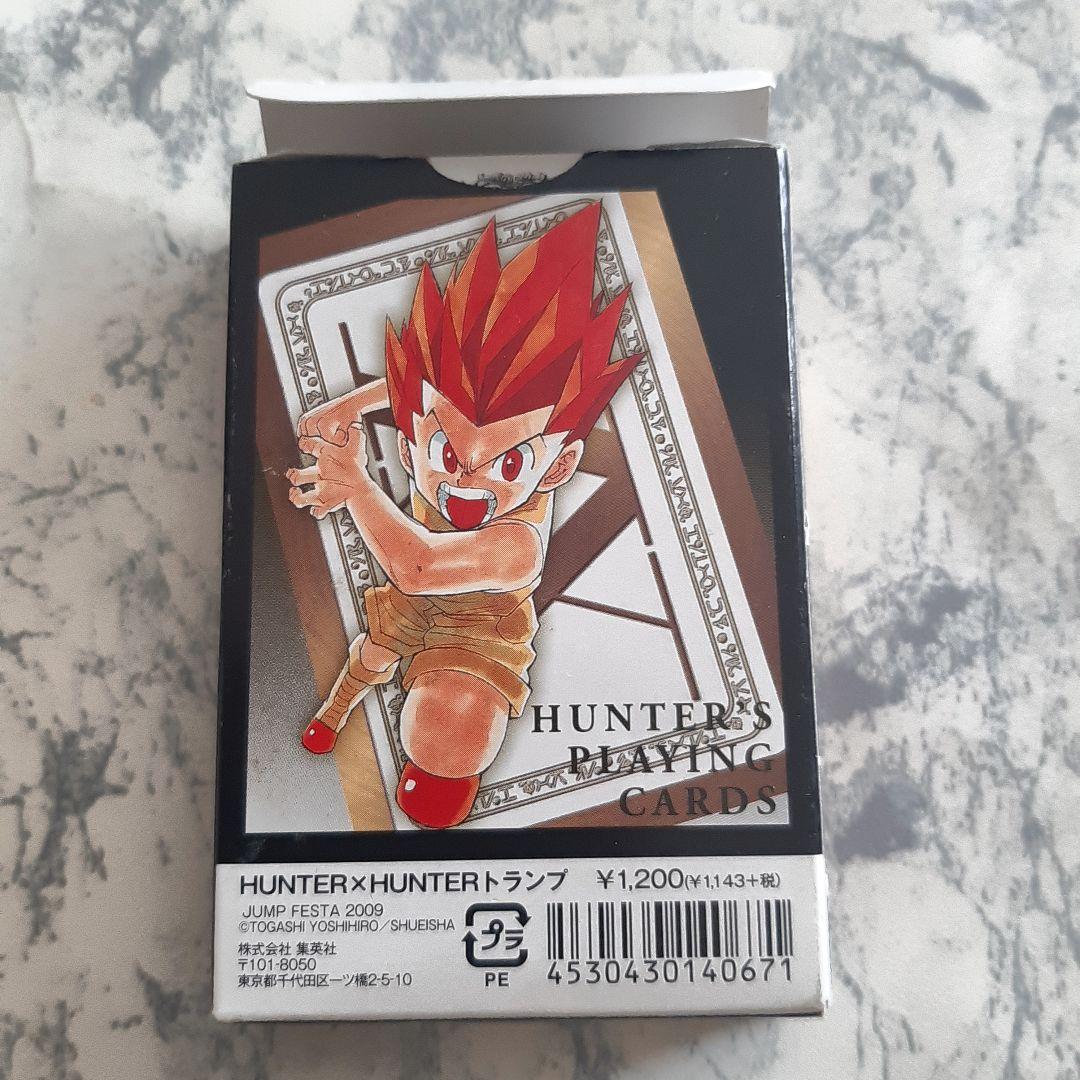 HUNTER'S
PLAYING
CARDS
HUNTER×HUNTERトランプ ¥1,200(¥1,143+税)
JUMP FESTA 2009
©TOGASHI YOSHIHIRO/SHUEISHA
株式会社 集英社
〒101-8050
東京都千代田区一ツ橋2-5-10
プラ
PE
4530430140671